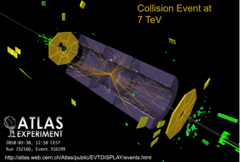 Collision Event at
7 TeV
ATLAS
EXPERIMENT
2010-03-30, 12:58 CEST
Run 152166, Event 316199
http://atlas.web.cern.ch/Atlas/public/EVTDISPLAY/events.html